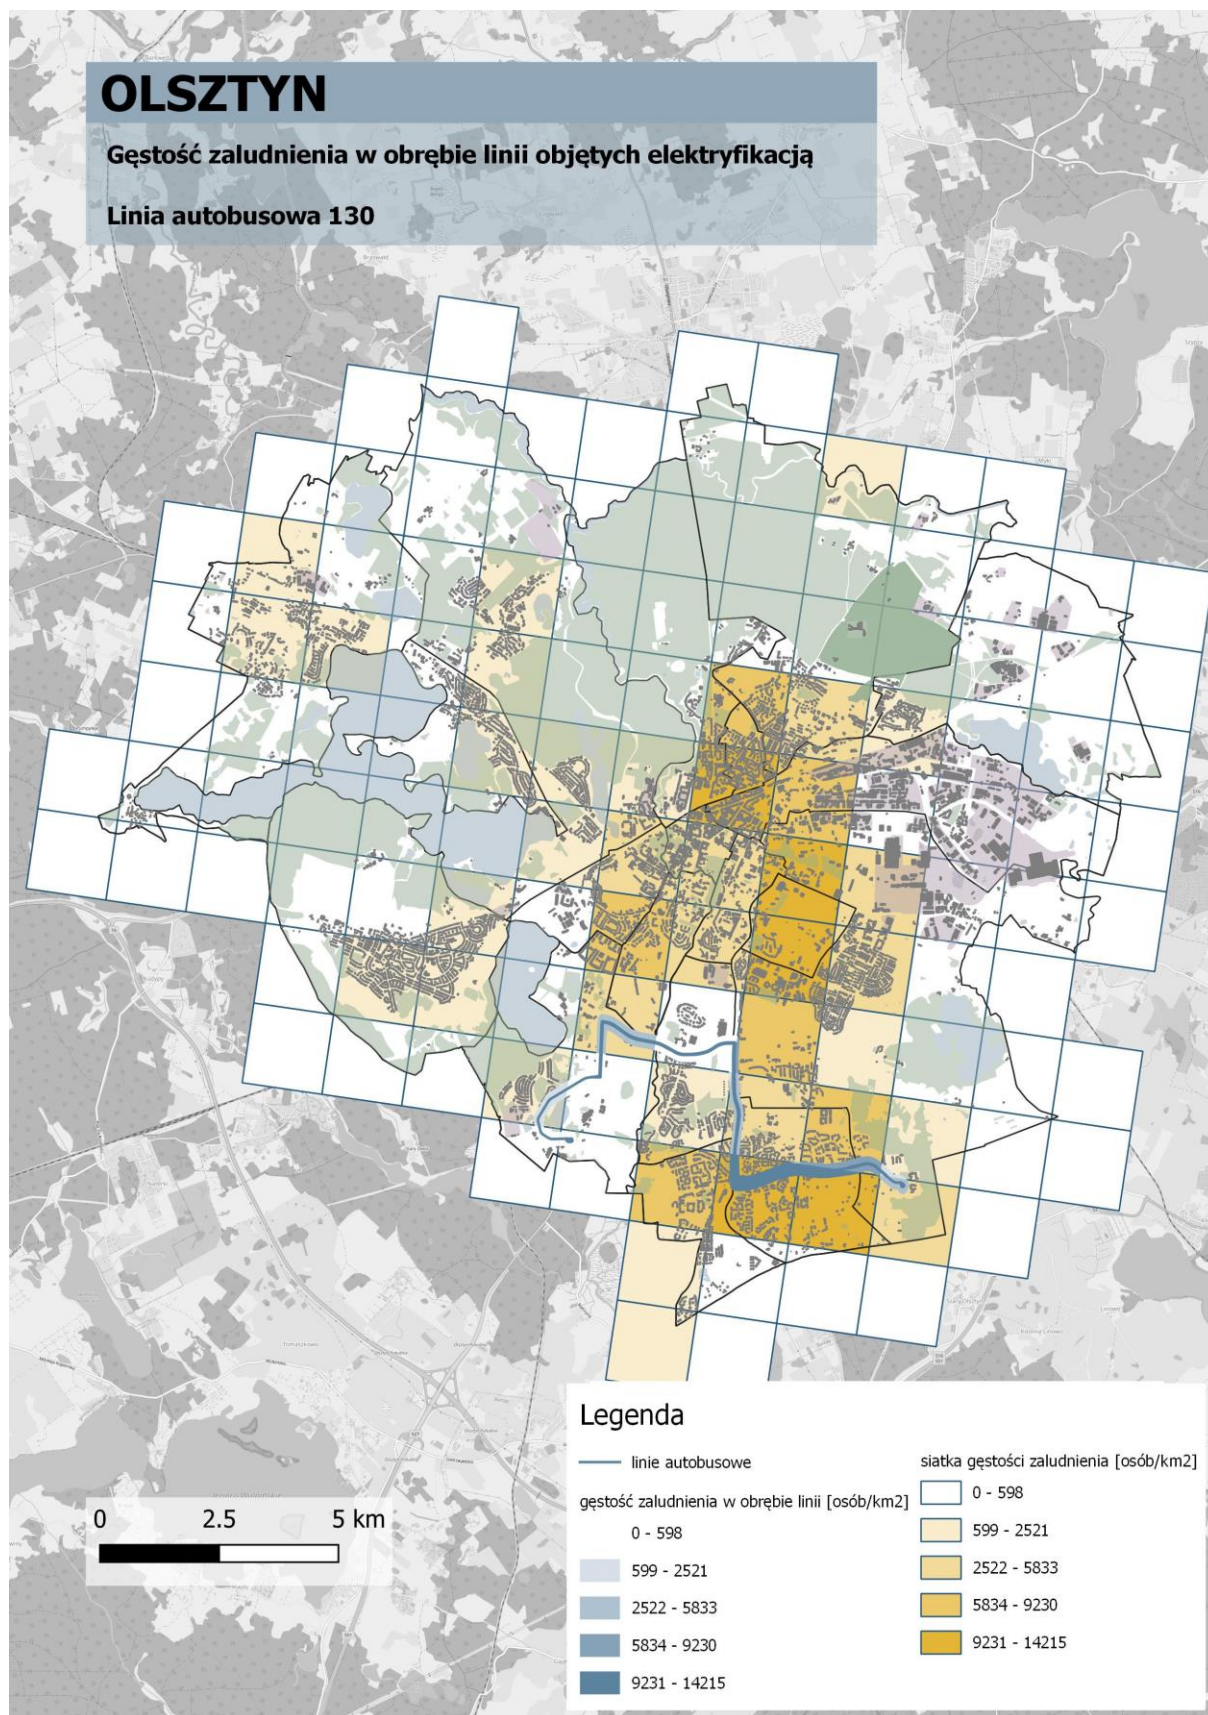 OLSZTYN
Gęstość zaludnienia w obrębie linii objętych elektryfikacją
Linia autobusowa 130
Legenda
linie autobusowe
gęstość zaludnienia w obrębie linii [osób/km2]
0 - 598
599 - 2521
2522 - 5833
5834 - 9230
9231 - 14215
siatka gęstości zaludnienia [osób/km2]
0 - 598
599 - 2521
2522 - 5833
5834 - 9230
9231 - 14215
0 2.5 5 km